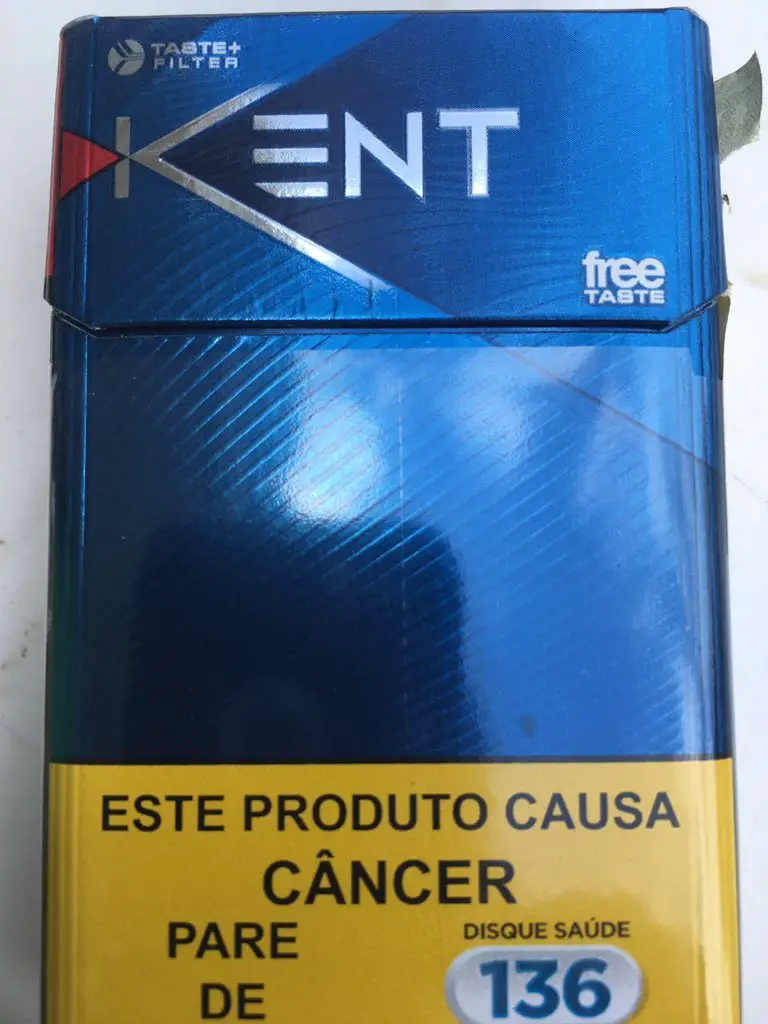 TASTE+
FILTER
KENT
free
TASTE
ESTE PRODUTO CAUSA
CÂNCER
PARE
DE
DISQUE SAÚDE
136